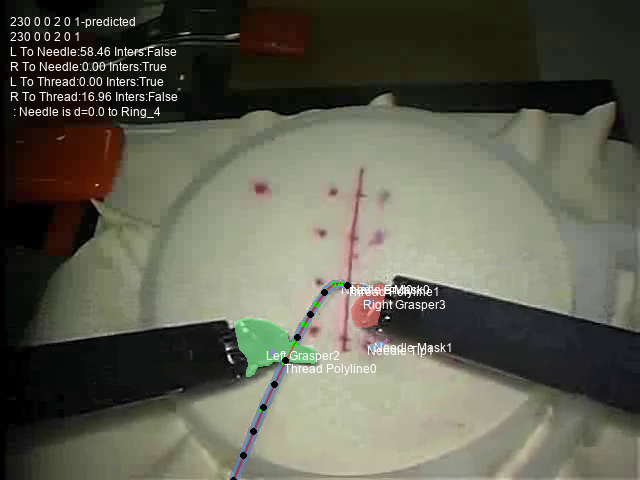 230 0 0 2 0 1-predicted
230 0 0 2 0 1
L To Needle:58.46 Inters:False
R To Needle:0.00 Inters:True
L To Thread:0.00 Inters:True
R To Thread:16.96 Inters:False
: Needle is d=0.0 to Ring_4
Thread Polyline1
Right Grasper3
Needle-Mask1
Needle Tip1
Left Grasper2
Thread Polyline0